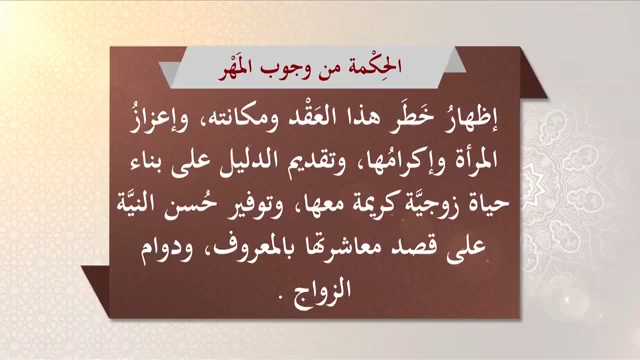 الحِكْمة من وجوب المَهْر
إظهارُ خَطَر هذا العَقْد ومكانته، وإعزازُ
المرأة وإكرامُها، وتقديم الدليل على بناء
حياة زوجيَّة كريمة معها، وتوفير حُسن النيَّة
على قصد معاشرتها بالمعروف، ودوام
الزواج .